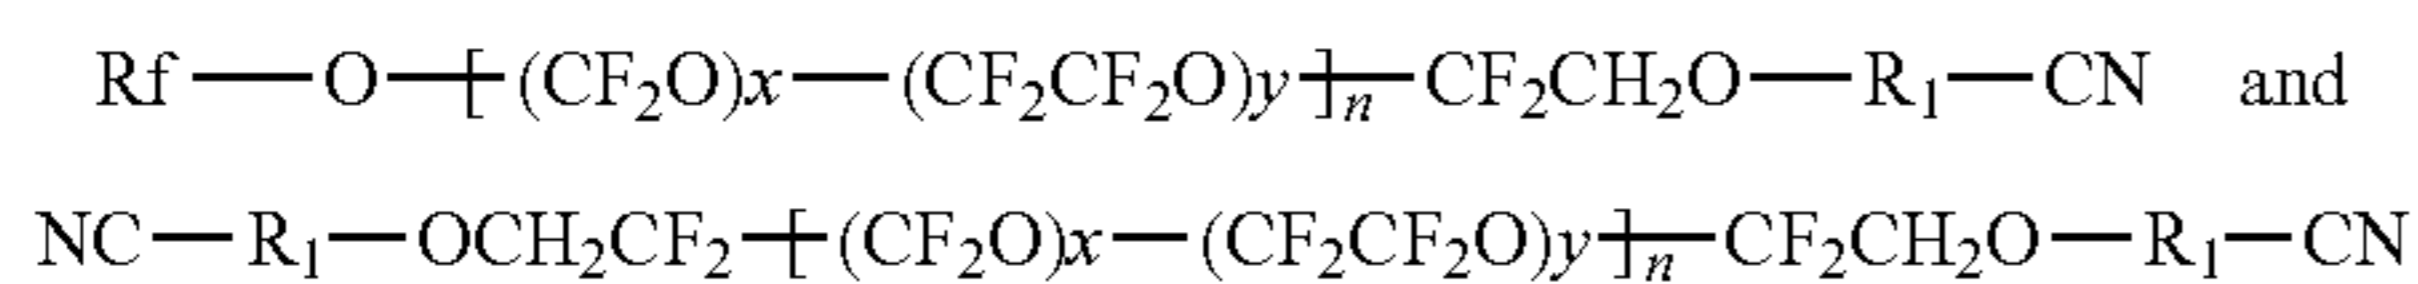 Rf—O—[(CF₂O)x—(CF₂CF₂O)y]ₙ—CF₂CH₂O—R₁—CN and
NC—R₁—OCH₂CF₂—[(CF₂O)x—(CF₂CF₂O)y]ₙ—CF₂CH₂O—R₁—CN